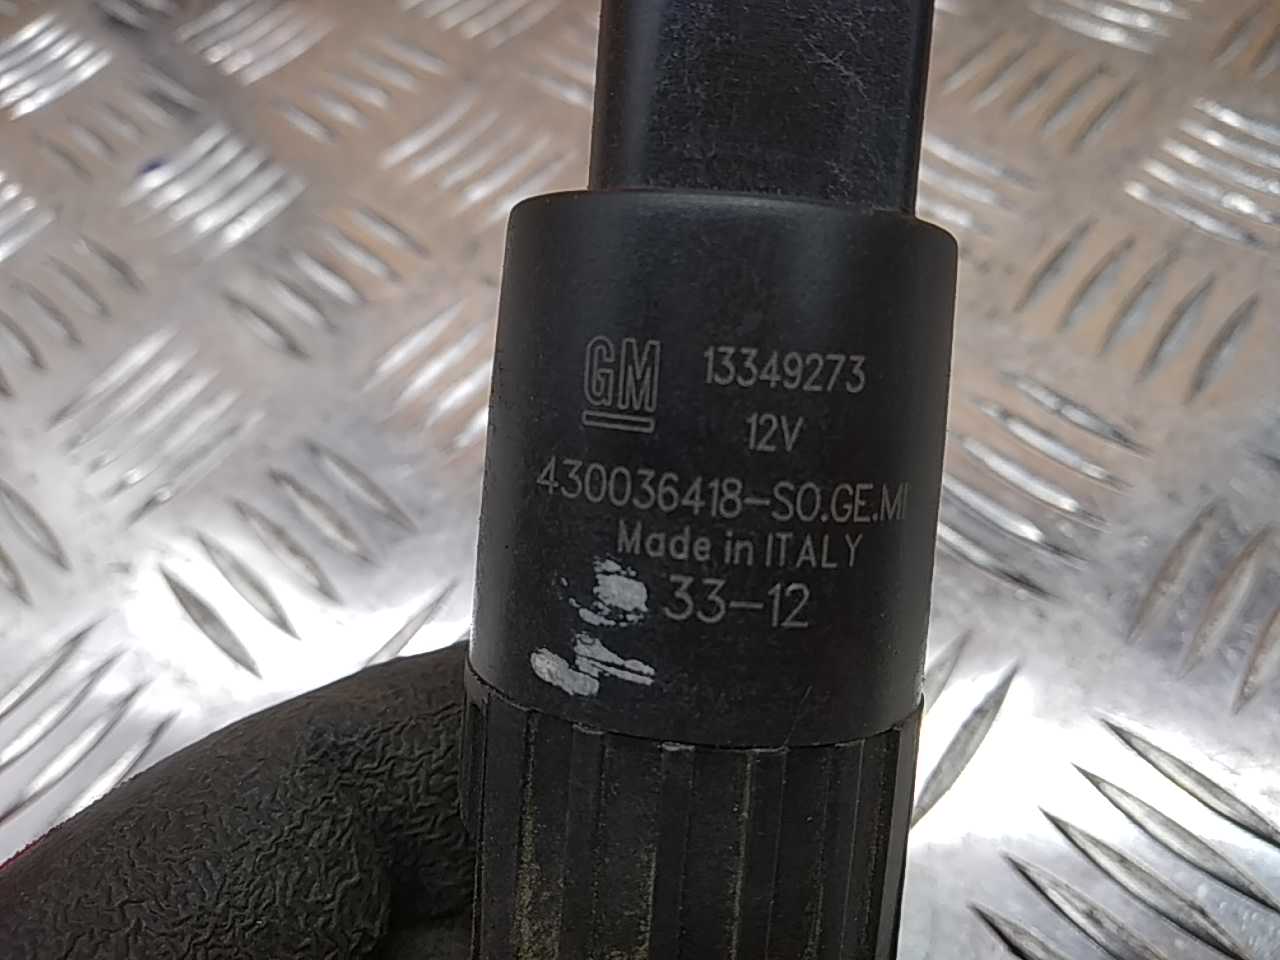 GM 13349273
12V
430036418-SO.GE.MI
Made in ITALY
33-12